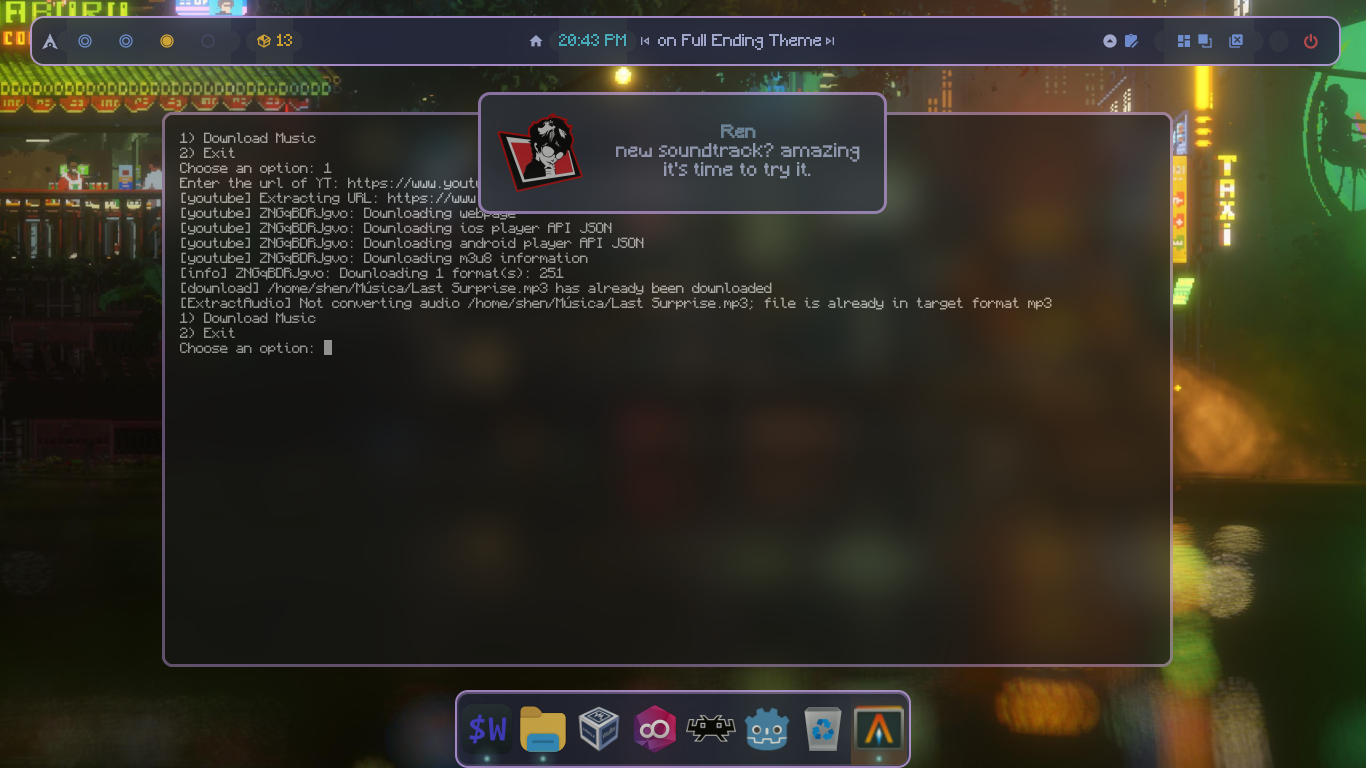 13
20:43 PM
on Full Ending Theme
Ren
new soundtrack? amazing
it's time to try it.
1) Download Music
2) Exit
Choose an option: 1
Enter the url of YT: https://www.yout
[youtube] Extracting URL: https://www
[youtube] ZNGqBDRJgvo: Downloading webpage
[youtube] ZNGqBDRJgvo: Downloading ios player API JSON
[youtube] ZNGqBDRJgvo: Downloading android player API JSON
[youtube] ZNGqBDRJgvo: Downloading m3u8 information
[info] ZNGqBDRJgvo: Downloading 1 format(s): 251
[download] /home/shen/Música/Last Surprise.mp3 has already been downloaded
[ExtractAudio] Not converting audio /home/shen/Música/Last Surprise.mp3; file is already in target format mp3
1) Download Music
2) Exit
Choose an option:
TAXi
$W